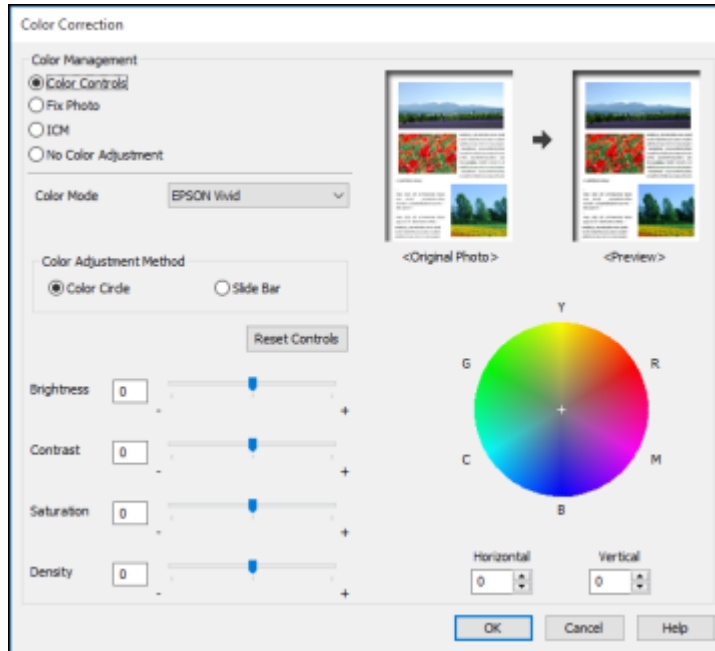 Color Correction
Color Management
Color Controls
Fix Photo
ICM
No Color Adjustment
Color Mode
EPSON Vivid
Color Adjustment Method
Color Circle
Slide Bar
Reset Controls
Brightness
0
-
+
Contrast
0
-
+
Saturation
0
-
+
Density
0
-
+
<Original Photo>
<Preview>
Y
G
R
C
M
B
Horizontal
Vertical
0
0
OK
Cancel
Help